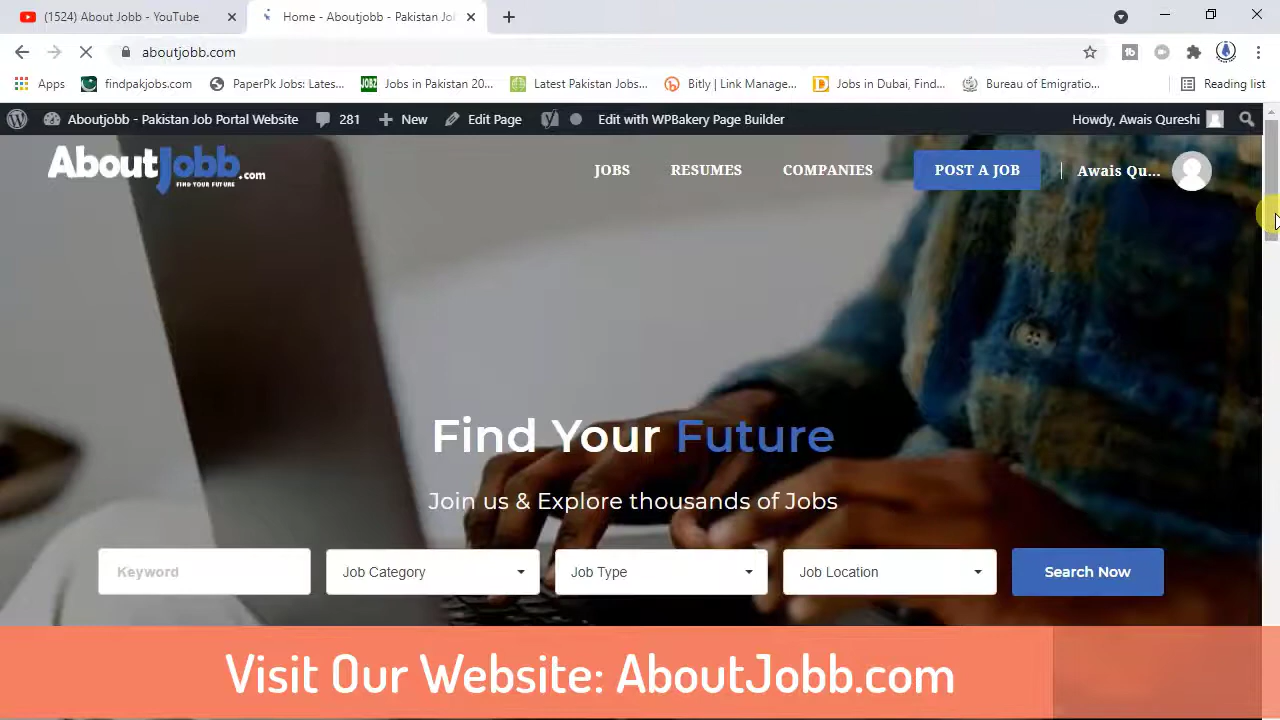 (1524) About Jobb - YouTube
Home - Aboutjobb - Pakistan Jo
aboutjobb.com
Apps
findpakjobs.com
PaperPk Jobs: Lates...
JOBZ
Jobs in Pakistan 20...
Latest Pakistan Jobs...
Bitly | Link Manage...
Jobs in Dubai, Find...
Bureau of Emigratio...
Reading list
Aboutjobb - Pakistan Job Portal Website
281
New
Edit Page
Edit with WPBakery Page Builder
Howdy, Awais Qureshi
AboutJobb.com
FIND YOUR FUTURE
JOBS
RESUMES
COMPANIES
POST A JOB
Awais Qu...
Find Your Future
Join us & Explore thousands of Jobs
Keyword
Job Category
Job Type
Job Location
Search Now
Visit Our Website: AboutJobb.com